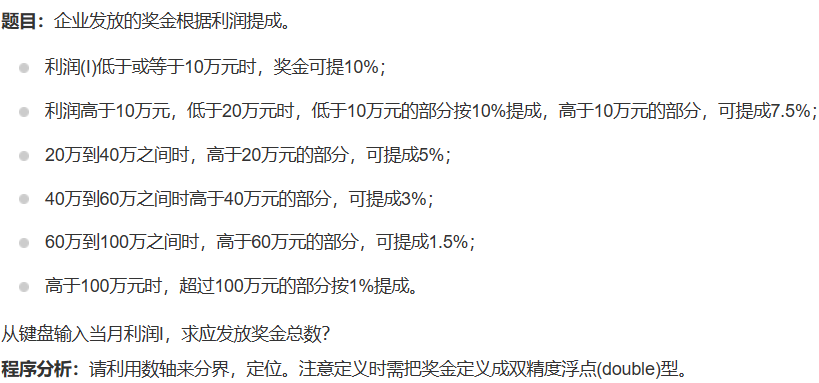 题目：企业发放的奖金根据利润提成。
利润(I)低于或等于10万元时，奖金可提10%；
利润高于10万元，低于20万元时，低于10万元的部分按10%提成，高于10万元的部分，可提成7.5%；
20万到40万之间时，高于20万元的部分，可提成5%；
40万到60万之间时高于40万元的部分，可提成3%；
60万到100万之间时，高于60万元的部分，可提成1.5%；
高于100万元时，超过100万元的部分按1%提成。
从键盘输入当月利润I，求应发放奖金总数？
程序分析：请利用数轴来分界，定位。注意定义时需把奖金定义成双精度浮点(double)型。